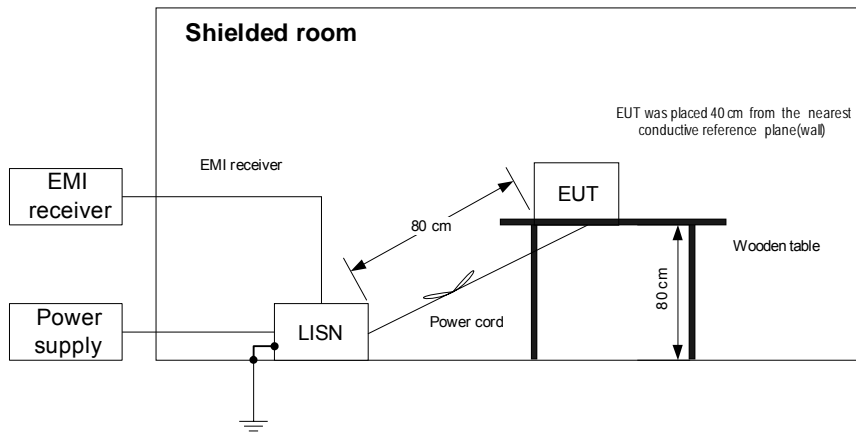 Shielded room
EUT was placed 40 cm from the nearest
conductive reference plane(wall)
EMI receiver
EMI
receiver
EUT
80 cm
Wooden table
80 cm
Power
supply
LISN
Power cord